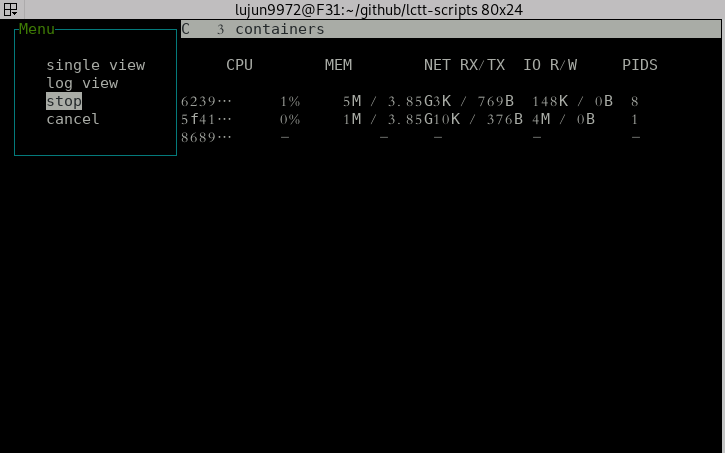 lujun9972@F31:~/github/lctt-scripts 80x24
Menu C 3 containers
single view CPU MEM NET RX/TX IO R/W PIDS
log view
stop 6239… 1% 5M / 3.85G3K / 769B 148K / 0B 8
cancel 5f41… 0% 1M / 3.85G10K / 376B 4M / 0B 1
8689… – – – – –